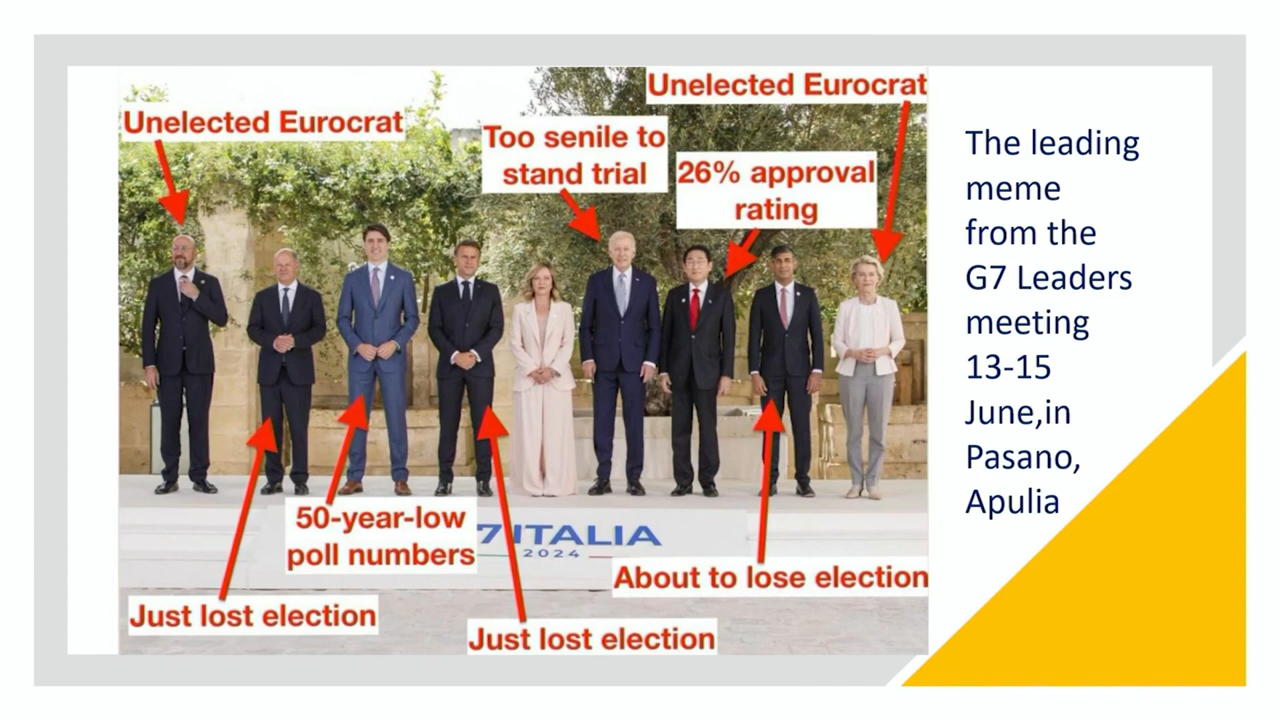 Unelected Eurocrat
Unelected Eurocrat
Too senile to
stand trial
26% approval
rating
50-year-low
poll numbers
7 ITALIA
2024
About to lose election
Just lost election
Just lost election
The leading
meme
from the
G7 Leaders
meeting
13-15
June,in
Pasano,
Apulia